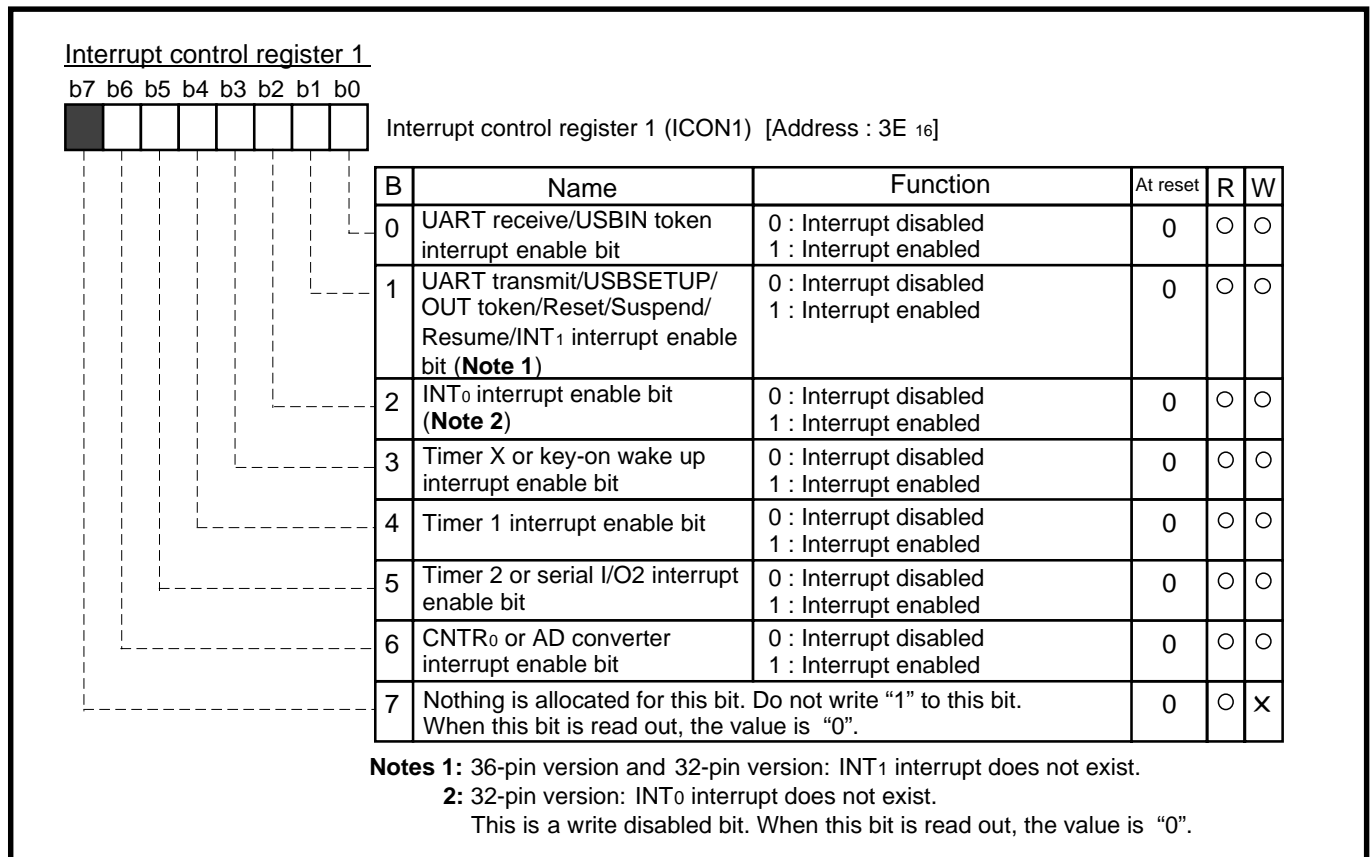 Interrupt control register 1
b7 b6 b5 b4 b3 b2 b1 b0
Interrupt control register 1 (ICON1) [Address : 3E 16]
B Name Function At reset R W
0 UART receive/USBIN token interrupt enable bit 0 : Interrupt disabled 1 : Interrupt enabled 0 ○ ○
1 UART transmit/USBSETUP/ OUT token/Reset/Suspend/ Resume/INT1 interrupt enable bit (Note 1) 0 : Interrupt disabled 1 : Interrupt enabled 0 ○ ○
2 INT0 interrupt enable bit (Note 2) 0 : Interrupt disabled 1 : Interrupt enabled 0 ○ ○
3 Timer X or key-on wake up interrupt enable bit 0 : Interrupt disabled 1 : Interrupt enabled 0 ○ ○
4 Timer 1 interrupt enable bit 0 : Interrupt disabled 1 : Interrupt enabled 0 ○ ○
5 Timer 2 or serial I/O2 interrupt enable bit 0 : Interrupt disabled 1 : Interrupt enabled 0 ○ ○
6 CNTR0 or AD converter interrupt enable bit 0 : Interrupt disabled 1 : Interrupt enabled 0 ○ ○
7 Nothing is allocated for this bit. Do not write “1” to this bit. When this bit is read out, the value is “0”. 0 ○ ×
Notes 1: 36-pin version and 32-pin version: INT1 interrupt does not exist.
2: 32-pin version: INT0 interrupt does not exist.
This is a write disabled bit. When this bit is read out, the value is “0”.